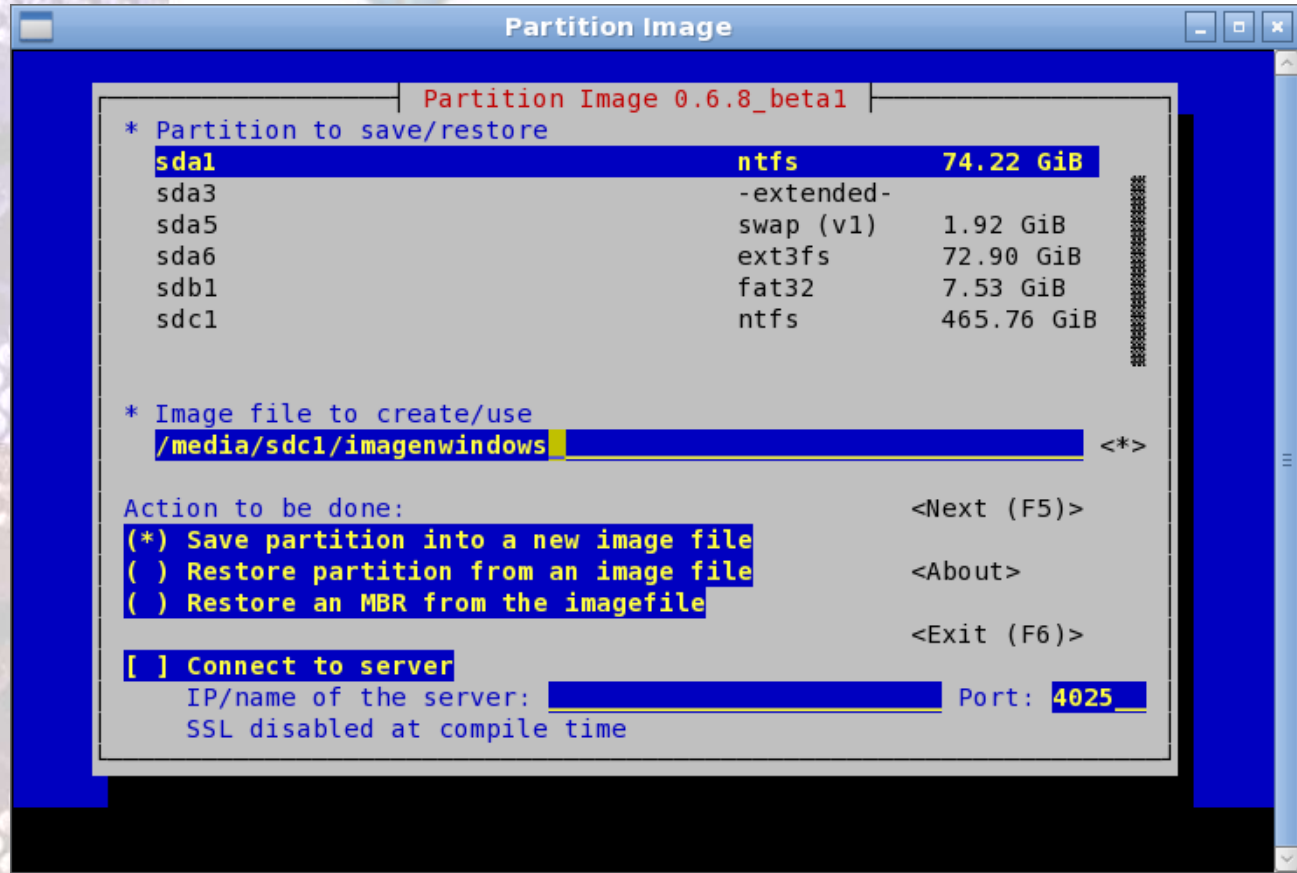 Partition Image
Partition Image 0.6.8_beta1
* Partition to save/restore
sda1 ntfs 74.22 GiB
sda3 -extended-
sda5 swap (v1) 1.92 GiB
sda6 ext3fs 72.90 GiB
sdb1 fat32 7.53 GiB
sdc1 ntfs 465.76 GiB
* Image file to create/use
/media/sdc1/imagenwindows <*>
Action to be done: <Next (F5)>
(*) Save partition into a new image file
( ) Restore partition from an image file <About>
( ) Restore an MBR from the imagefile
<Exit (F6)>
[ ] Connect to server
IP/name of the server: Port: 4025__
SSL disabled at compile time